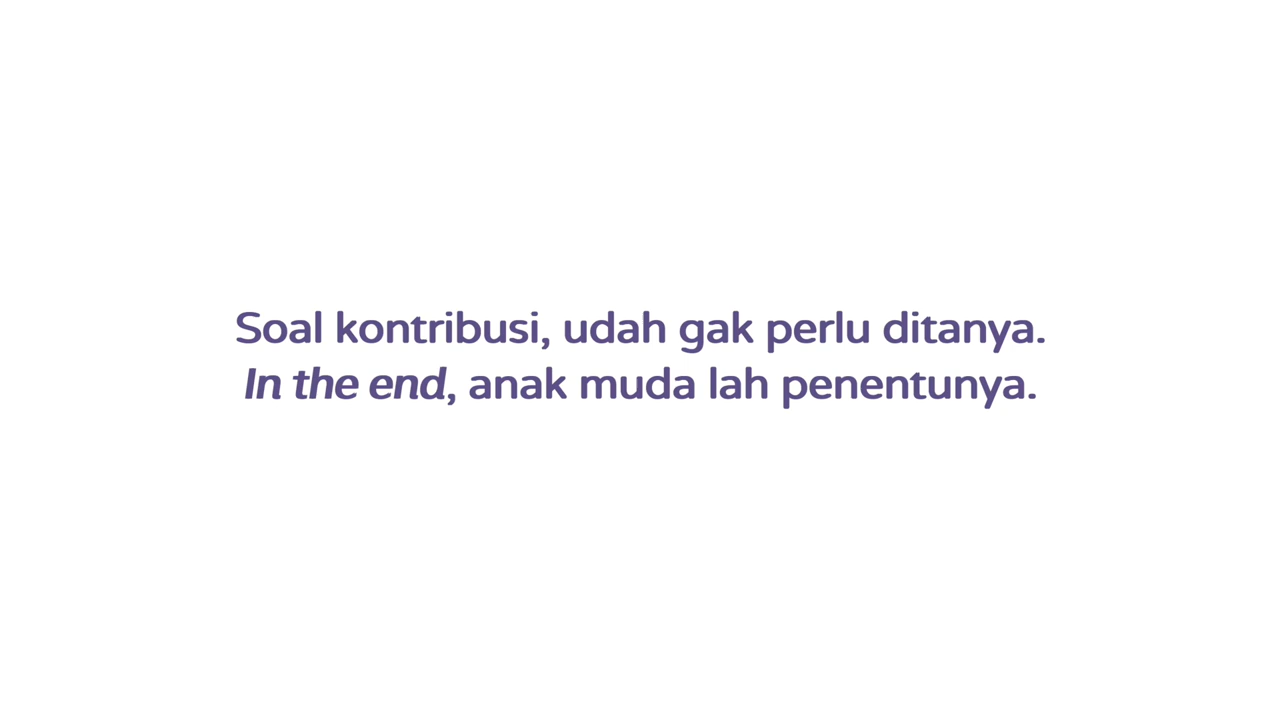 Soal kontribusi, udah gak perlu ditanya.
In the end, anak muda lah penentunya.